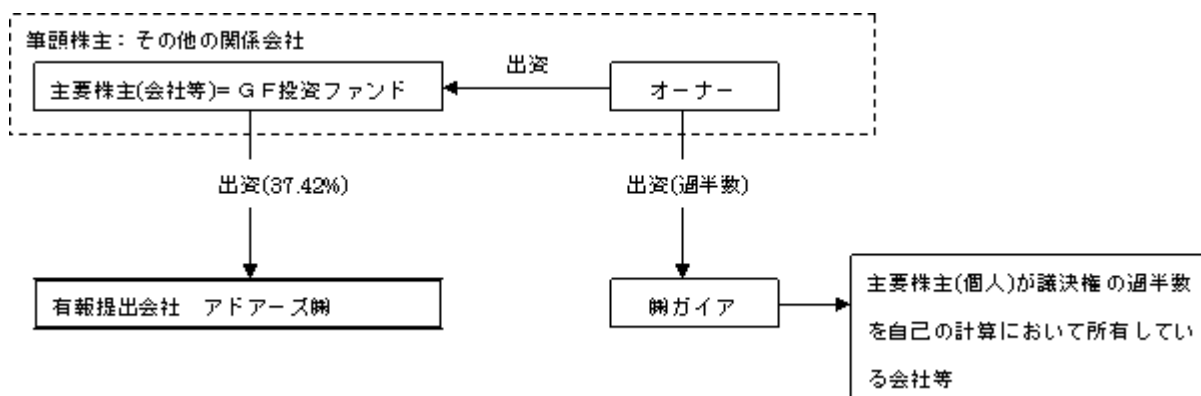 筆頭株主：その他の関係会社
出資
主要株主(会社等)=ＧＦ投資ファンド
オーナー
出資(37.42%)
出資(過半数)
有報提出会社　アドアーズ㈱
㈱ガイア
主要株主(個人)が議決権の過半数
を自己の計算において所有してい
る会社等